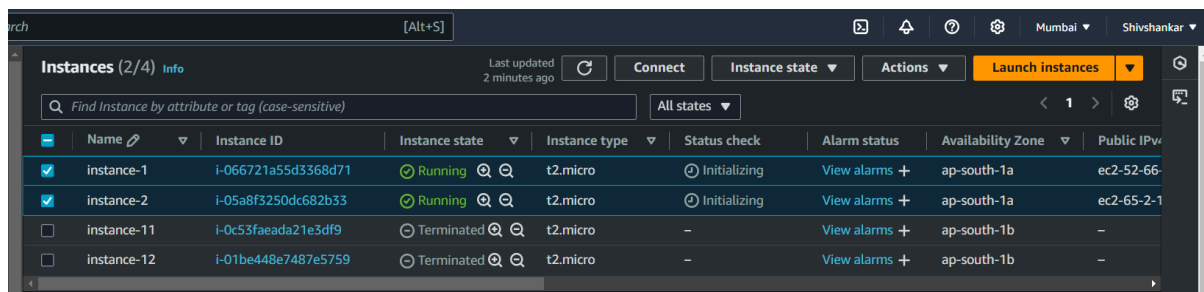 [Alt+S] Mumbai ▼ Shivshankar ▼
Instances (2/4) Info Last updated 2 minutes ago Connect Instance state ▼ Actions ▼ Launch instances ▼
Find Instance by attribute or tag (case-sensitive) All states ▼ < 1 >
Name Instance ID Instance state Instance type Status check Alarm status Availability Zone
instance-1 i-066721a55d3368d71 Running t2.micro Initializing View alarms + ap-south-1a ec2-52-66-
instance-2 i-05a8f3250dc682b33 Running t2.micro Initializing View alarms + ap-south-1a ec2-65-2-1
instance-11 i-0c53faeada21e3df9 Terminated t2.micro – View alarms + ap-south-1b –
instance-12 i-01be448e7487e5759 Terminated t2.micro – View alarms + ap-south-1b –